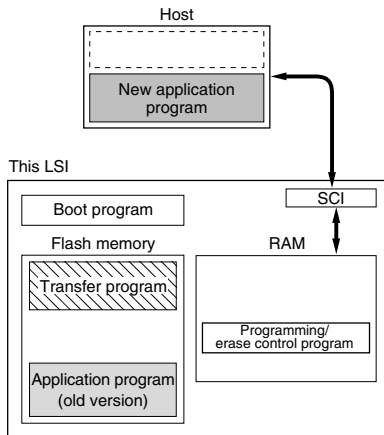 Host
New application
program
This LSI
SCI
Boot program
Flash memory
RAM
Transfer program
Programming/
erase control program
Application program
(old version)